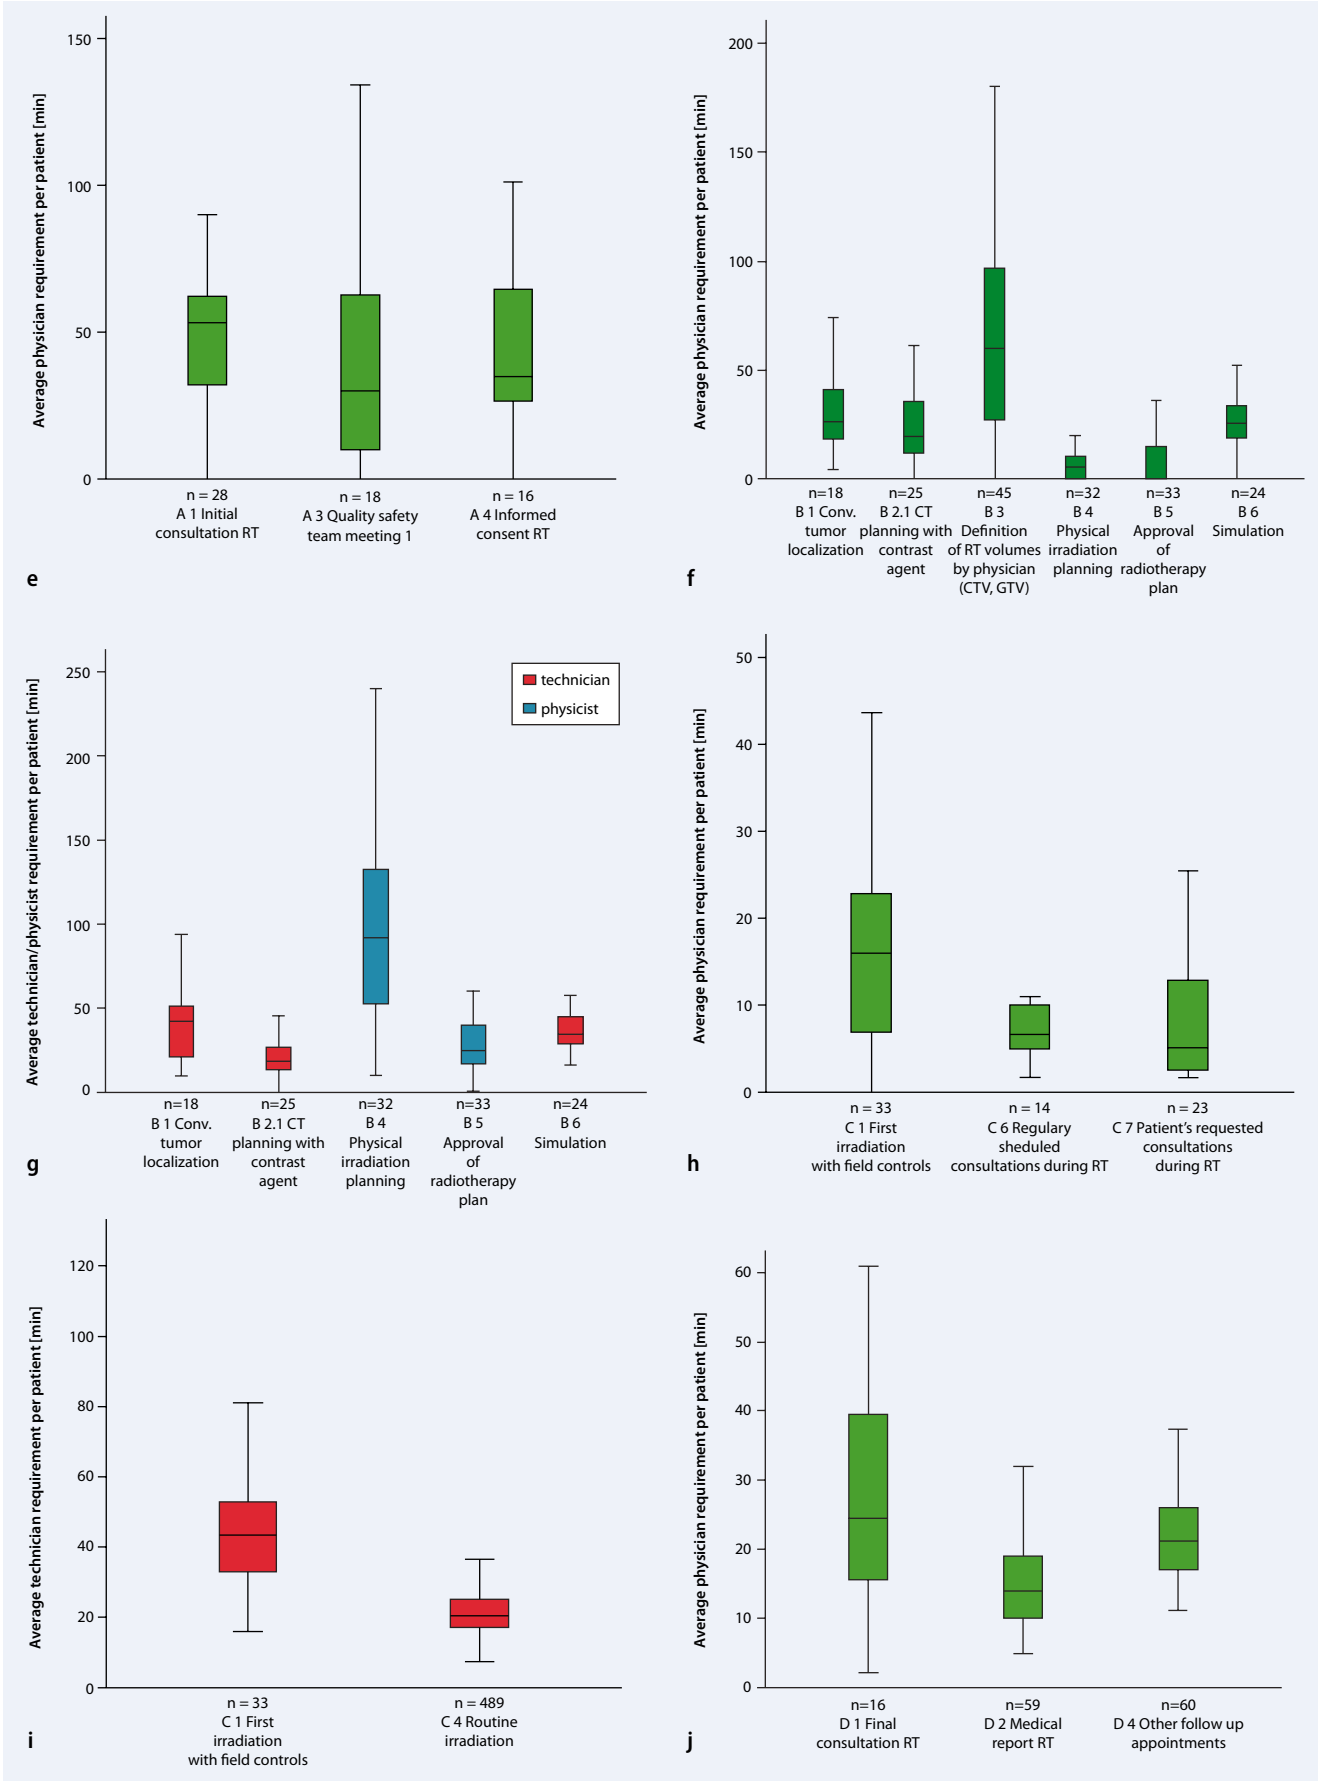 Average physician requirement per patient [min]
150
100
50
0
n = 28
A 1 Initial
consultation RT
n = 18
A 3 Quality safety
team meeting 1
n = 16
A 4 Informed
consent RT
e
Average physician requirement per patient [min]
200
150
100
50
0
n=18
B 1 Conv.
tumor
localization
n=25
B 2.1 CT
planning with
contrast
agent
n=45
B 3
Definition
of RT volumes
by physician
(CTV, GTV)
n=32
B 4
Physical
irradiation
planning
n=33
B 5
Approval
of
radiotherapy
plan
n=24
B 6
Simulation
f
Average technician/physicist requirement per patient [min]
250
200
150
100
50
0
technician
physicist
n=18
B 1 Conv.
tumor
localization
n=25
B 2.1 CT
planning with
contrast
agent
n=32
B 4
Physical
irradiation
planning
n=33
B 5
Approval
of
radiotherapy
plan
n=24
B 6
Simulation
g
Average physician requirement per patient [min]
50
40
30
20
10
0
n = 33
C 1 First
irradiation
with field controls
n = 14
C 6 Regulary
sheduled
consultations during RT
n = 23
C 7 Patient's requested
consultations
during RT
h
Average technician requirement per patient [min]
120
100
80
60
40
20
0
n = 33
C 1 First
irradiation
with field controls
n = 489
C 4 Routine
irradiation
i
Average physician requirement per patient [min]
60
50
40
30
20
10
0
n=16
D 1 Final
consultation RT
n=59
D 2 Medical
report RT
n=60
D 4 Other follow up
appointments
j